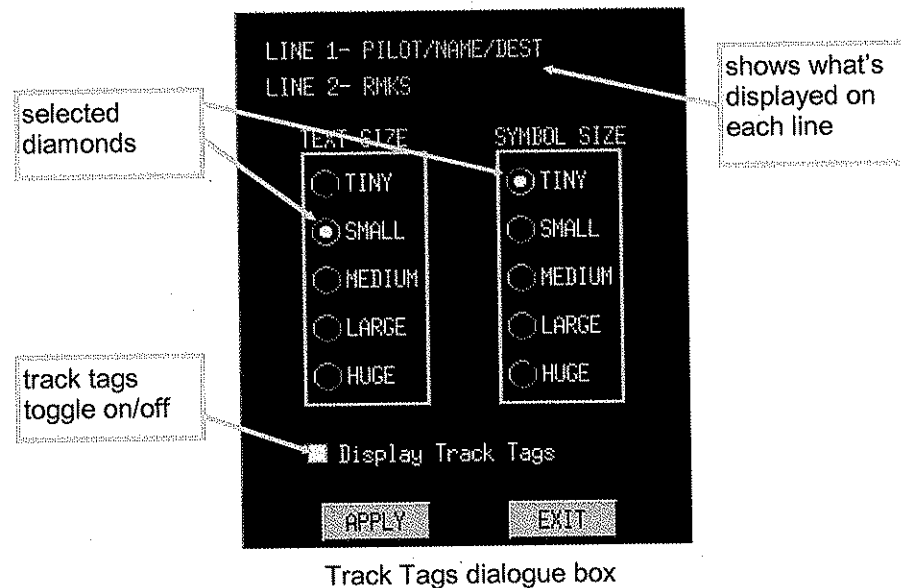 LINE 1- PILOT/NAME/DEST
LINE 2- RMKS
shows what's
displayed on
each line
selected
diamonds
TEXT SIZE
TINY
SMALL
MEDIUM
LARGE
HUGE
SYMBOL SIZE
TINY
SMALL
MEDIUM
LARGE
HUGE
track tags
toggle on/off
Display Track Tags
APPLY
EXIT
Track Tags dialogue box